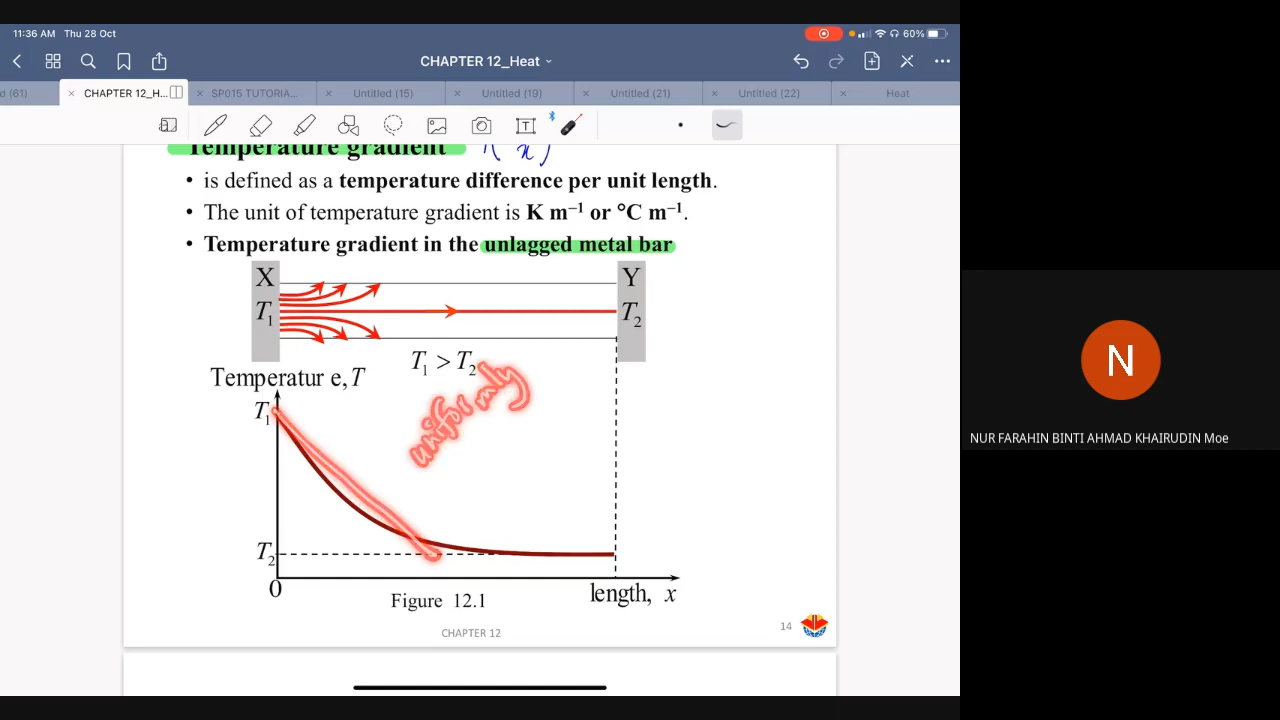 11:36 AM Thu 28 Oct
60%
CHAPTER 12_Heat
d (61)
CHAPTER 12_H...
SP015 TUTORIA...
Untitled (15)
Untitled (19)
Untitled (21)
Untitled (22)
Heat
T
Temperature gradient
x
• is defined as a temperature difference per unit length.
• The unit of temperature gradient is K m⁻¹ or °C m⁻¹.
• Temperature gradient in the unlagged metal bar
X Y
T₁ T₂
T₁ > T₂
uniformly
Temperatur e, T
T₁
T₂
0
length, x
Figure 12.1
CHAPTER 12
14
N
NUR FARAHIN BINTI AHMAD KHAIRUDIN Moe